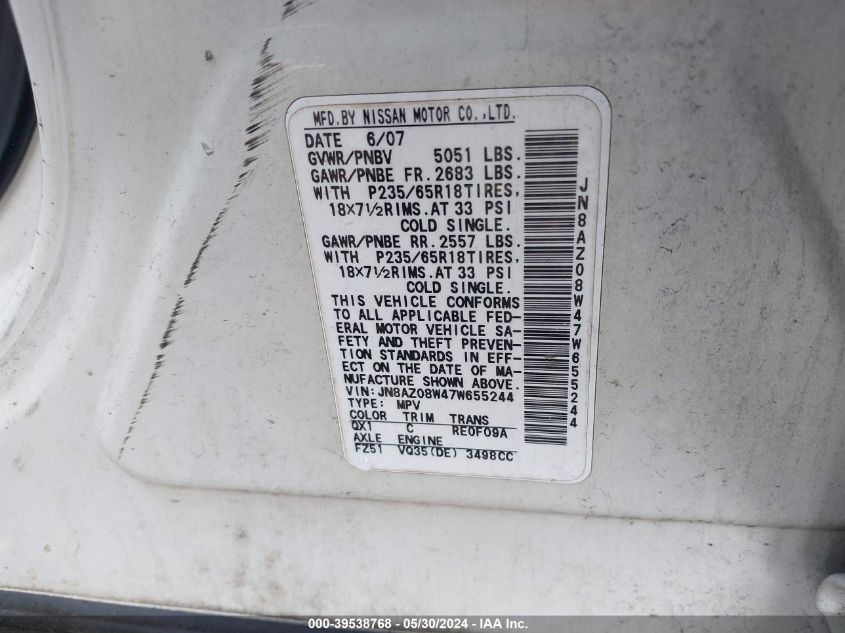 MFD.BY NISSAN MOTOR CO.,LTD.
DATE 6/07
GVWR/PNBV 5051 LBS.
GAWR/PNBE FR. 2683 LBS.
WITH P235/65R18TIRES,
18X7½RIMS.AT 33 PSI
COLD SINGLE.
GAWR/PNBE RR. 2557 LBS.
WITH P235/65R18TIRES,
18X7½RIMS.AT 33 PSI
COLD SINGLE.
THIS VEHICLE CONFORMS
TO ALL APPLICABLE FED-
ERAL MOTOR VEHICLE SA-
FETY AND THEFT PREVEN-
TION STANDARDS IN EFF-
ECT ON THE DATE OF MA-
NUFACTURE SHOWN ABOVE.
VIN:JN8AZ08W47W655244
TYPE: MPV
COLOR TRIM TRANS
QX1 C RE0F09A
AXLE ENGINE
FZ51 VQ35(DE) 3498CC
JN8AZ08W47W655244
000-39538768 - 05/30/2024 - IAA Inc.